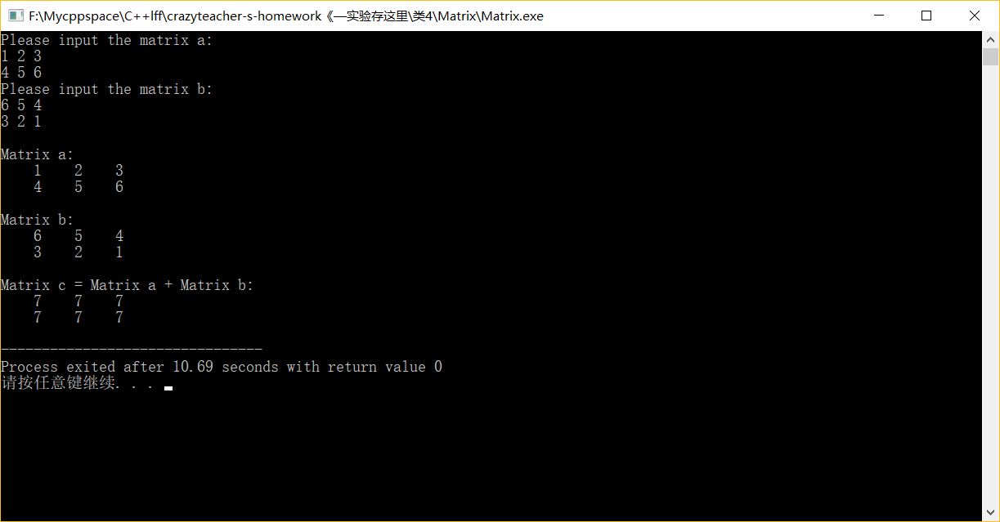 F:\Mycppspace\C++lff\crazyteacher-s-homework《—实验存这里\类4\Matrix\Matrix.exe
Please input the matrix a:
1 2 3
4 5 6
Please input the matrix b:
6 5 4
3 2 1
Matrix a:
    1    2    3
    4    5    6
Matrix b:
    6    5    4
    3    2    1
Matrix c = Matrix a + Matrix b:
    7    7    7
    7    7    7
--------------------------------
Process exited after 10.69 seconds with return value 0
请按任意键继续. . .